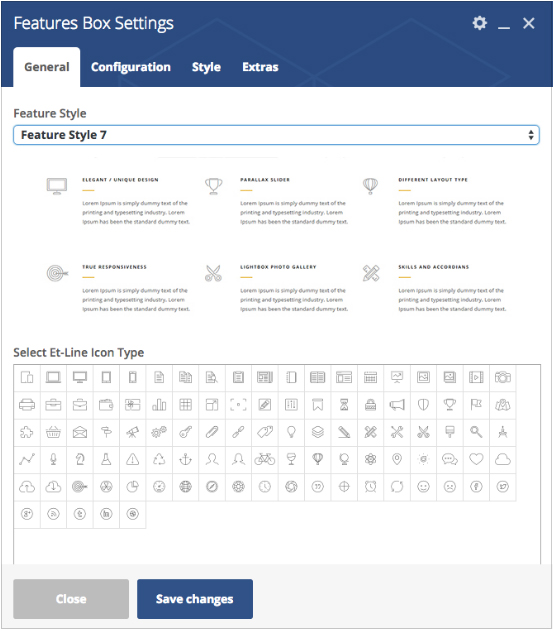 Features Box Settings
General Configuration Style Extras
Feature Style
Feature Style 7
ELEGANT / UNIQUE DESIGN
Lorem Ipsum is simply dummy text of the
printing and typesetting industry. Lorem
Ipsum has been the standard dummy text.
PARALLAX SLIDER
Lorem Ipsum is simply dummy text of the
printing and typesetting industry. Lorem
Ipsum has been the standard dummy text.
DIFFERENT LAYOUT TYPE
Lorem Ipsum is simply dummy text of the
printing and typesetting industry. Lorem
Ipsum has been the standard dummy text.
TRUE RESPONSIVENESS
Lorem Ipsum is simply dummy text of the
printing and typesetting industry. Lorem
Ipsum has been the standard dummy text.
LIGHTBOX PHOTO GALLERY
Lorem Ipsum is simply dummy text of the
printing and typesetting industry. Lorem
Ipsum has been the standard dummy text.
SKILLS AND ACCORDIANS
Lorem Ipsum is simply dummy text of the
printing and typesetting industry. Lorem
Ipsum has been the standard dummy text.
Select Et-Line Icon Type
Close
Save changes